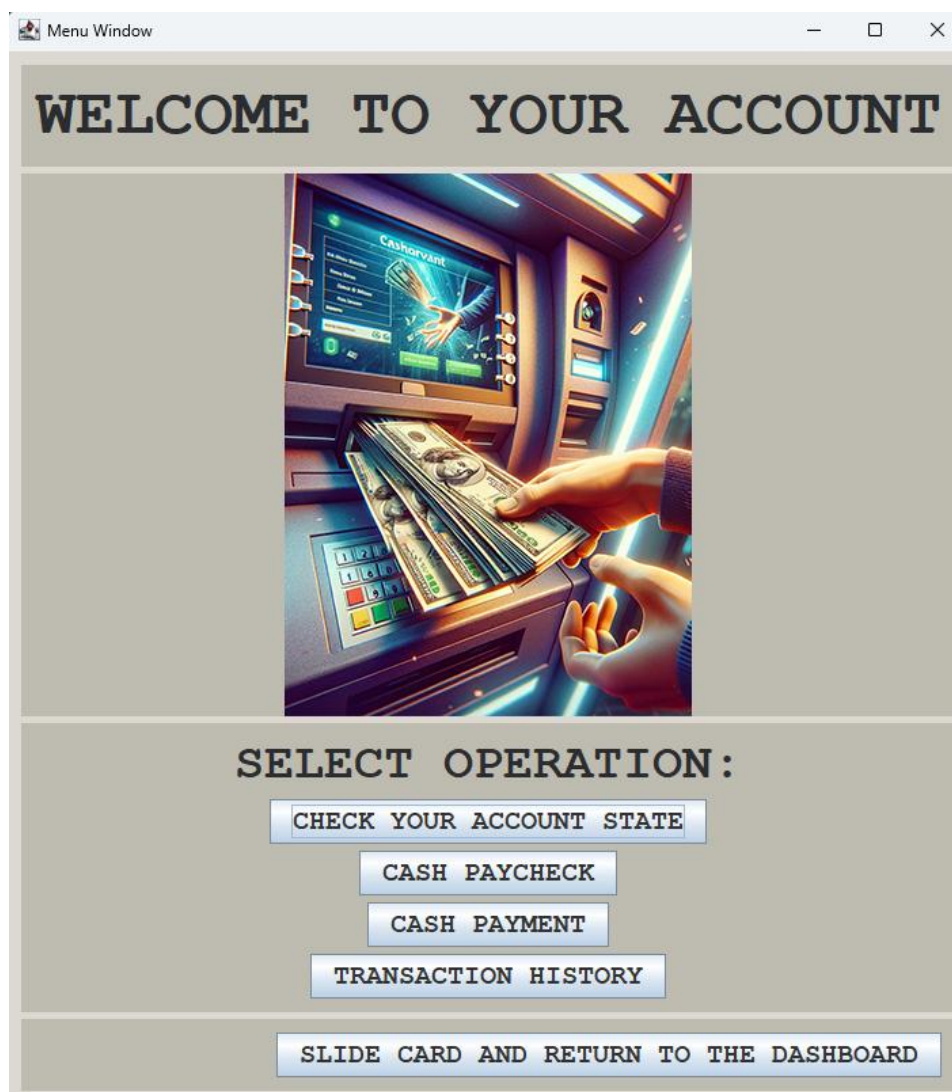 Menu Window
WELCOME TO YOUR ACCOUNT
Cashorvant
SELECT OPERATION:
CHECK YOUR ACCOUNT STATE
CASH PAYCHECK
CASH PAYMENT
TRANSACTION HISTORY
SLIDE CARD AND RETURN TO THE DASHBOARD